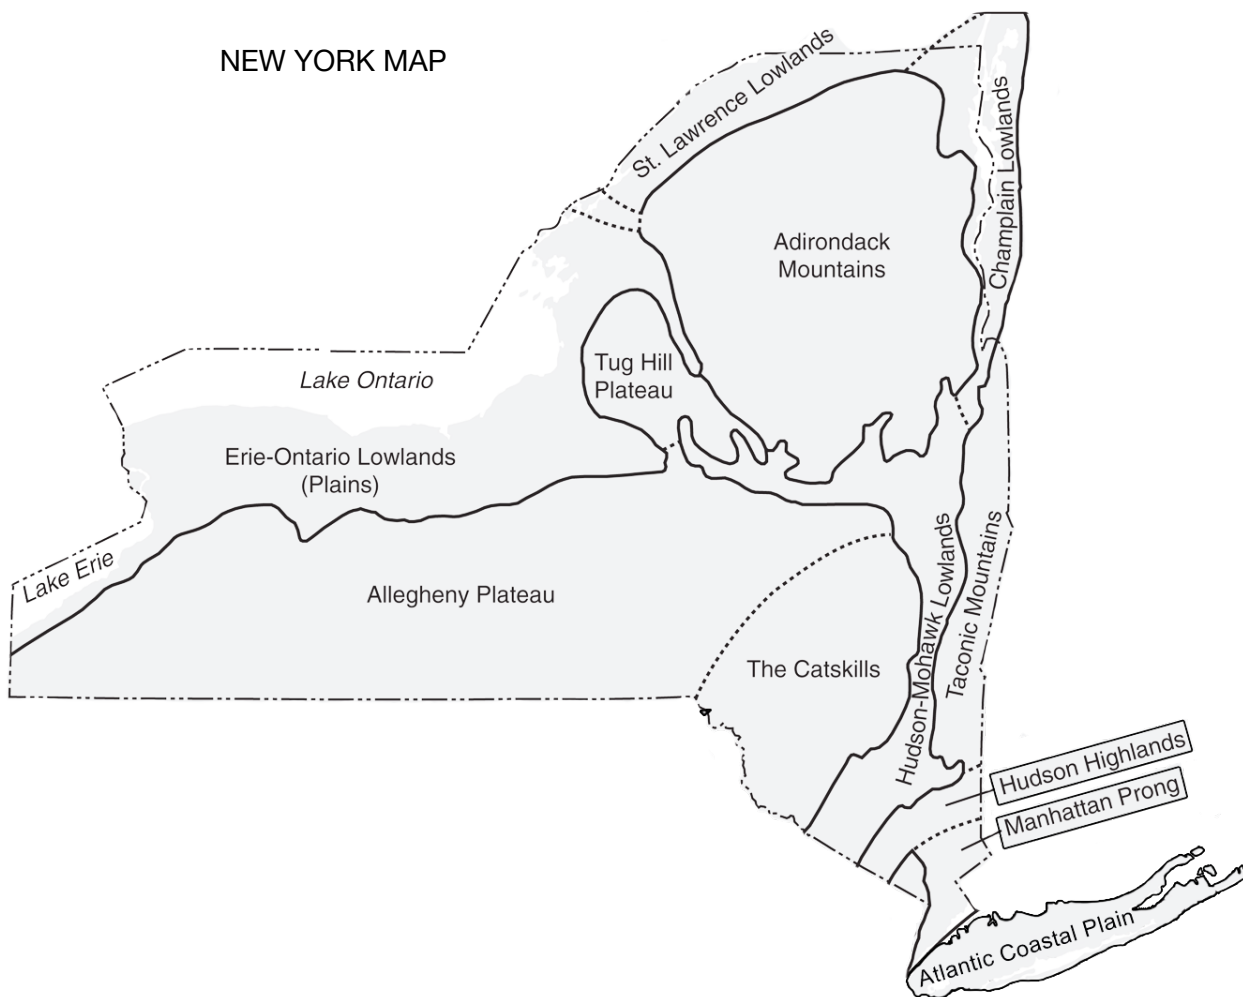 NEW YORK MAP
St. Lawrence Lowlands
Champlain Lowlands
Adirondack
Mountains
Tug Hill
Plateau
Lake Ontario
Erie-Ontario Lowlands
(Plains)
Lake Erie
Allegheny Plateau
The Catskills
Hudson-Mohawk Lowlands
Taconic Mountains
Hudson Highlands
Manhattan Prong
Atlantic Coastal Plain